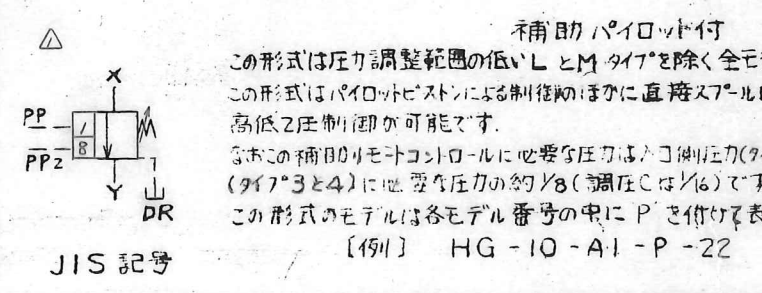 補助パイロット付
この形式は圧力調整範囲の低いLとMタイプを除く全モ
この形式はパイロットピストンによる制御のほかに直接スプール
高低2圧制御が可能です.
なおこの補助リモートコントロールに必要な圧力は入口側圧力(タ
(タイプ3と4)に必要な圧力の約1/8(調圧Cは1/16)です
この形式のモデルは各モデル番号の中にPを付けて表
[例] HG-10-A1-P-22
1
X
PP
1
8
PP2
Y
DR
JIS記号